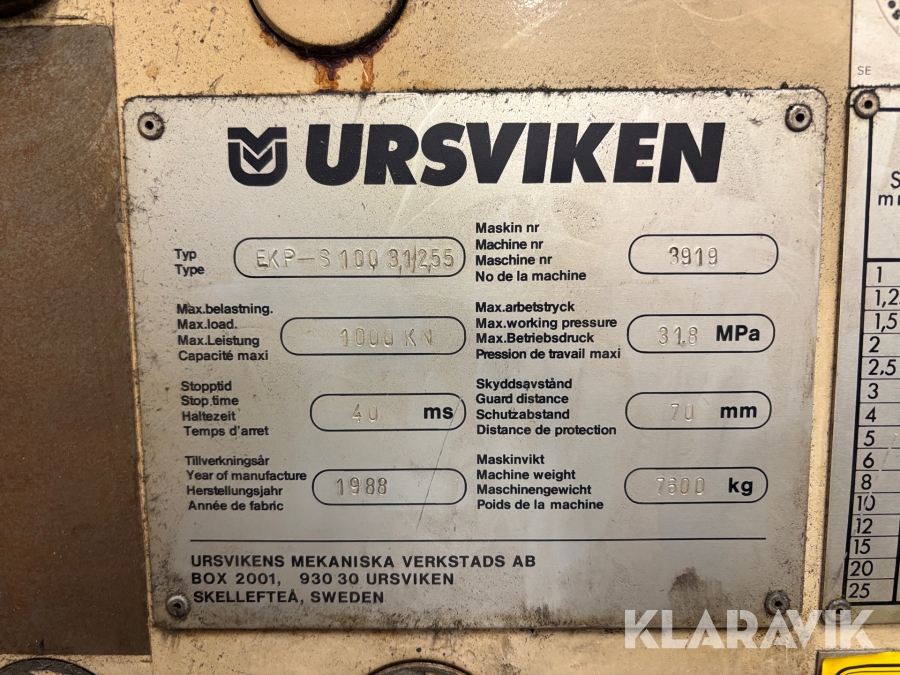 URSVIKEN
Typ
Type
EKP-S 100 31/255
Maskin nr
Machine nr
Maschine nr
No de la machine
3919
Max.belastning.
Max.load.
Max.Leistung
Capacité maxi
1000 KN
Max.arbetstryck
Max.working pressure
Max.Betriebsdruck
Pression de travail maxi
31.8 MPa
Stopptid
Stop time
Haltezeit
Temps d'arret
40 ms
Skyddsavstånd
Guard distance
Schutzabstand
Distance de protection
70 mm
Tillverkningsår
Year of manufacture
Herstellungsjahr
Année de fabric
1988
Maskinvikt
Machine weight
Maschinengewicht
Poids de la machine
7600 kg
URSVIKENS MEKANISKA VERKSTADS AB
BOX 2001, 930 30 URSVIKEN
SKELLEFTEÅ, SWEDEN
SE
S
1
1,5
2
2,5
3
4
5
6
8
10
12
15
20
25
KLARAVIK